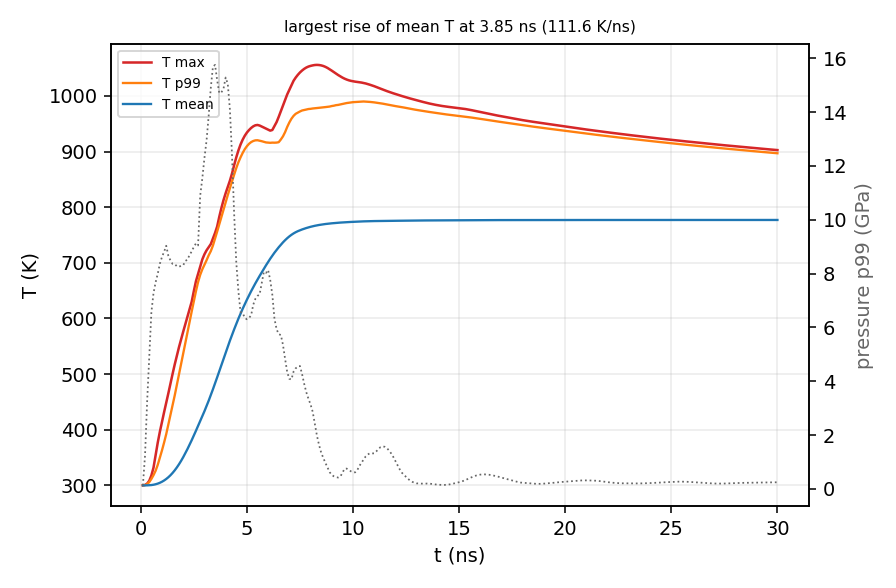 largest rise of mean T at 3.85 ns (111.6 K/ns)
T max
T p99
T mean
T (K)
1000
900
800
700
600
500
400
300
16
14
12
10
8
6
4
2
0
pressure p99 (GPa)
0 5 10 15 20 25 30
t (ns)